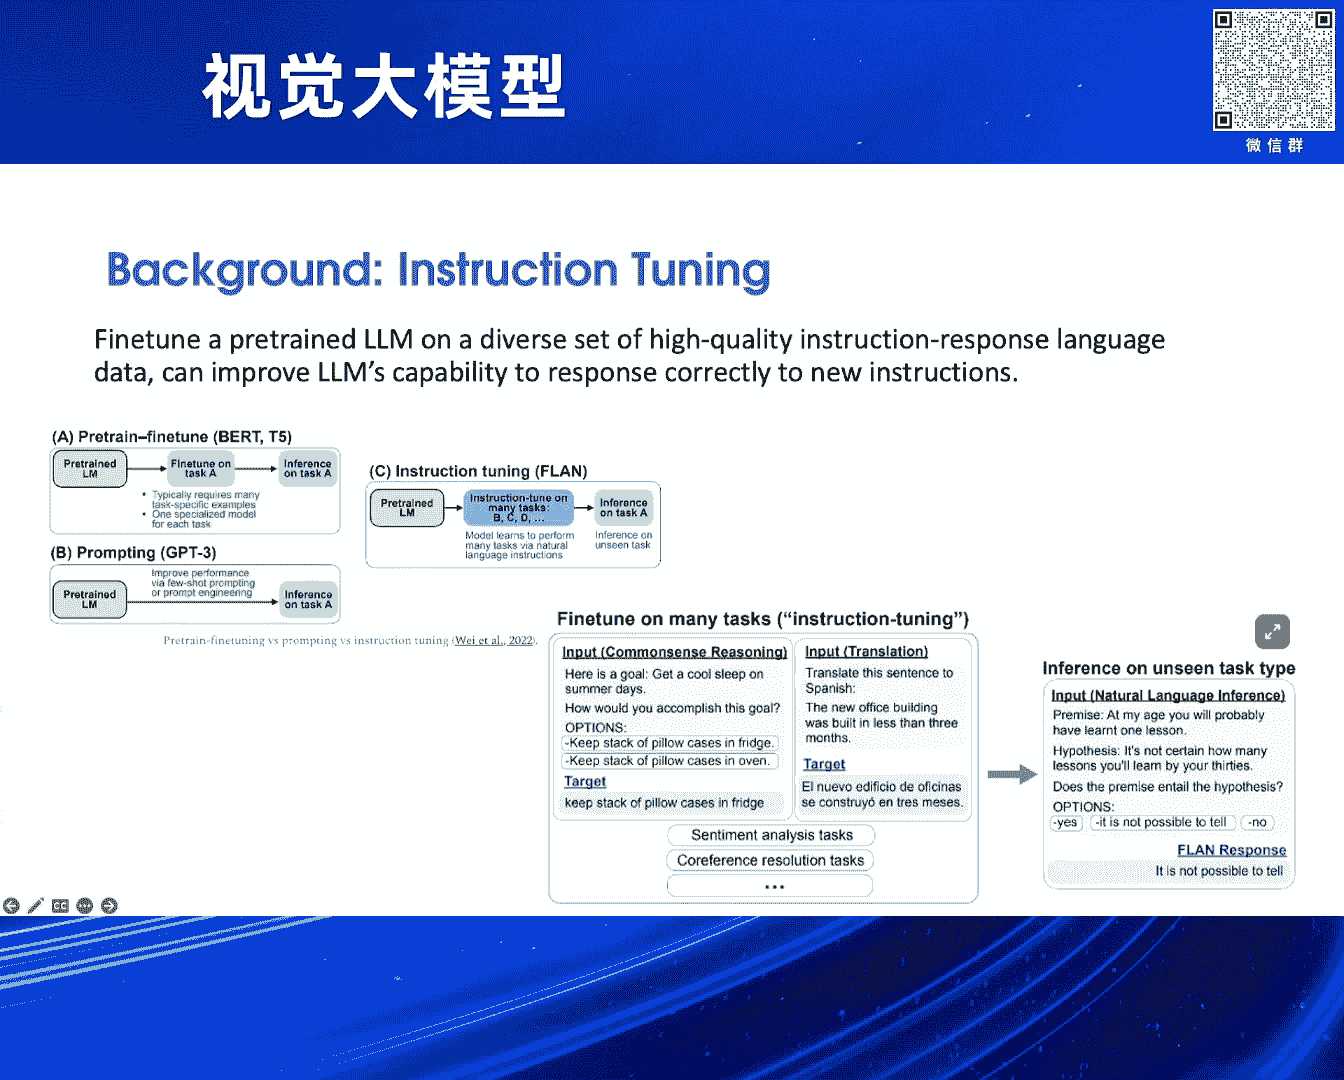 视觉大模型
微信群
Background: Instruction Tuning
Finetune a pretrained LLM on a diverse set of high-quality instruction-response language
data, can improve LLM’s capability to response correctly to new instructions.
(A) Pretrain–finetune (BERT, T5)
Pretrained
LM
Finetune on
task A
Inference
on task A
• Typically requires many
task-specific examples
• One specialized model
for each task
(B) Prompting (GPT-3)
Pretrained
LM
Improve performance
via few-shot prompting
or prompt engineering
Inference
on task A
(C) Instruction tuning (FLAN)
Pretrained
LM
Instruction-tune on
many tasks:
B, C, D, ...
Inference
on task A
Model learns to perform
many tasks via natural
language instructions
Inference on
unseen task
Pretrain-finetuning vs prompting vs instruction tuning (Wei et al., 2022).
Finetune on many tasks (“instruction-tuning”)
Input (Commonsense Reasoning)
Here is a goal: Get a cool sleep on
summer days.
How would you accomplish this goal?
OPTIONS:
-Keep stack of pillow cases in fridge.
-Keep stack of pillow cases in oven.
Target
keep stack of pillow cases in fridge
Input (Translation)
Translate this sentence to
Spanish:
The new office building
was built in less than three
months.
Target
El nuevo edificio de oficinas
se construyó en tres meses.
Sentiment analysis tasks
Coreference resolution tasks
...
Inference on unseen task type
Input (Natural Language Inference)
Premise: At my age you will probably
have learnt one lesson.
Hypothesis: It's not certain how many
lessons you'll learn by your thirties.
Does the premise entail the hypothesis?
OPTIONS:
-yes
-it is not possible to tell
-no
FLAN Response
It is not possible to tell
CC